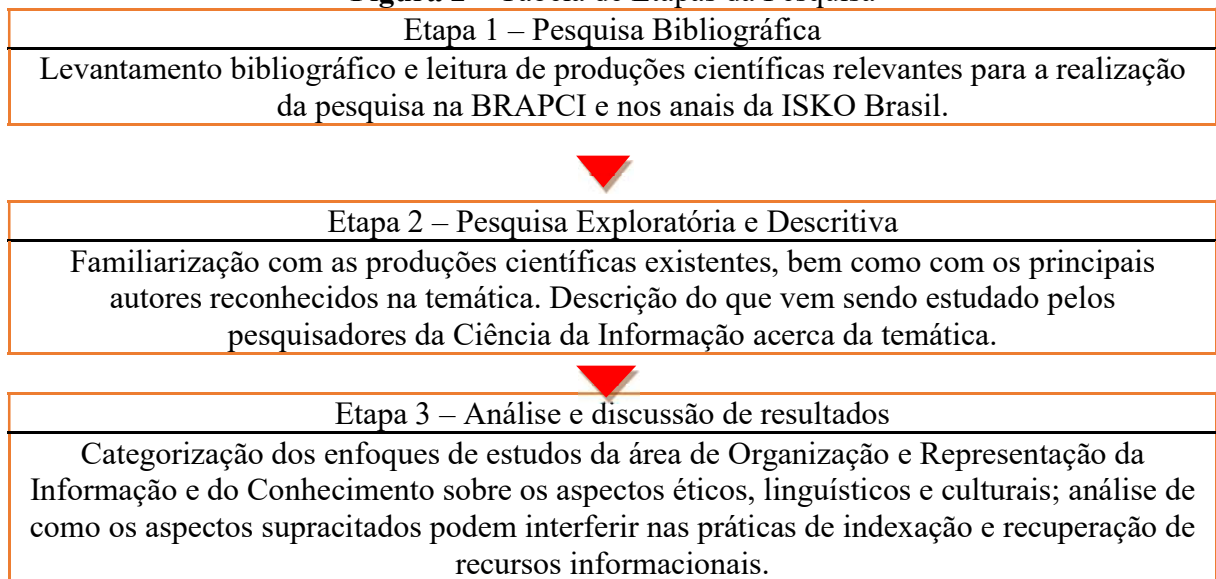 Etapa 1 – Pesquisa Bibliográfica
Levantamento bibliográfico e leitura de produções científicas relevantes para a realização
da pesquisa na BRAPCI e nos anais da ISKO Brasil.
Etapa 2 – Pesquisa Exploratória e Descritiva
Familiarização com as produções científicas existentes, bem como com os principais
autores reconhecidos na temática. Descrição do que vem sendo estudado pelos
pesquisadores da Ciência da Informação acerca da temática.
Etapa 3 – Análise e discussão de resultados
Categorização dos enfoques de estudos da área de Organização e Representação da
Informação e do Conhecimento sobre os aspectos éticos, linguísticos e culturais; análise de
como os aspectos supracitados podem interferir nas práticas de indexação e recuperação de
recursos informacionais.